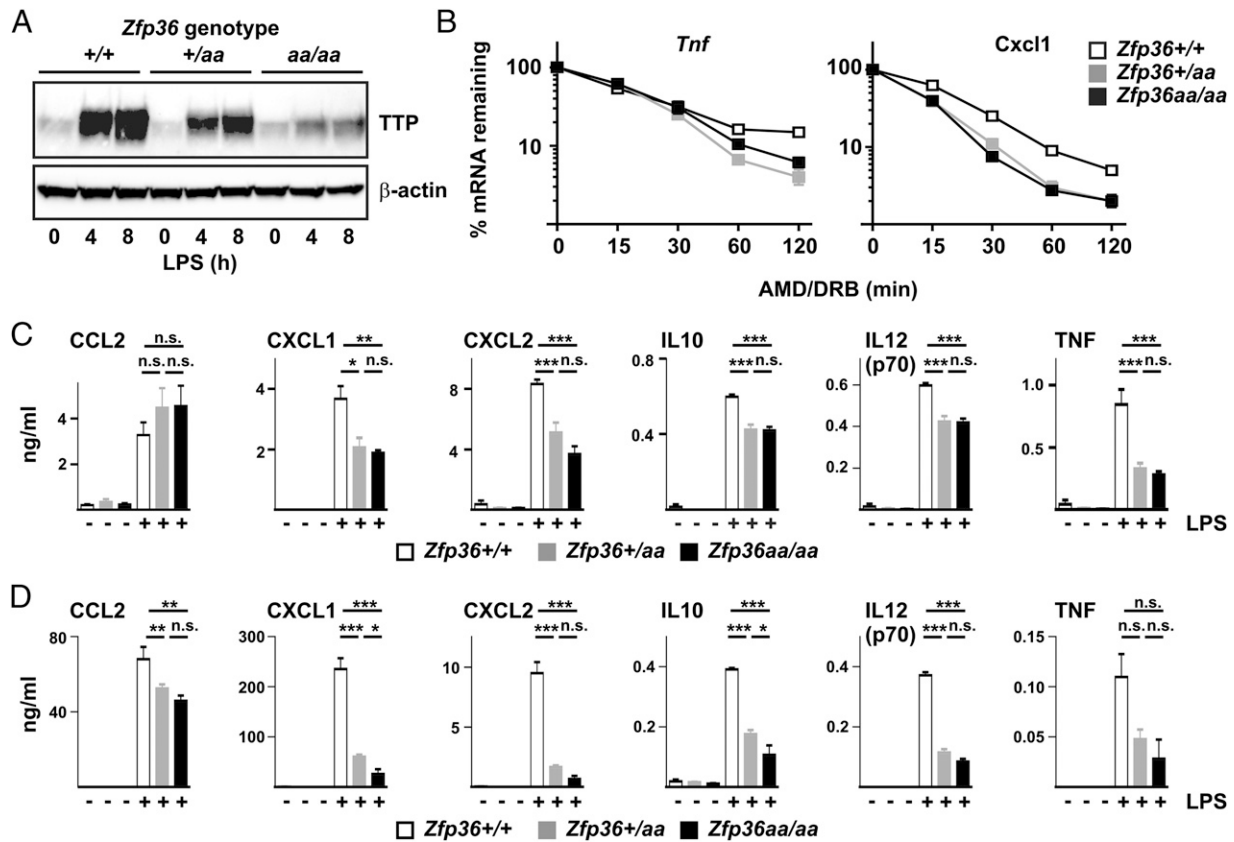 A
Zfp36 genotype
+/+ +/aa aa/aa
TTP
β-actin
0 4 8 0 4 8 0 4 8
LPS (h)
B
Tnf
Cxcl1
Zfp36+/+
Zfp36+/aa
Zfp36aa/aa
% mRNA remaining
100
10
0 15 30 60 120
100
10
0 15 30 60 120
AMD/DRB (min)
C
CCL2
n.s.
n.s. n.s.
ng/ml
4
2
- - - + + +
CXCL1
**
* n.s.
4
2
- - - + + +
CXCL2
***
*** n.s.
8
4
- - - + + +
IL10
***
*** n.s.
0.8
0.4
- - - + + +
IL12
(p70)
***
*** n.s.
0.6
0.4
0.2
- - - + + +
TNF
***
*** n.s.
1.0
0.5
- - - + + +
LPS
Zfp36+/+ Zfp36+/aa Zfp36aa/aa
D
CCL2
**
** n.s.
ng/ml
80
40
- - - + + +
CXCL1
***
*** *
300
200
100
- - - + + +
CXCL2
***
*** n.s.
10
5
- - - + + +
IL10
***
*** *
0.4
0.2
- - - + + +
IL12
(p70)
***
*** n.s.
0.4
0.2
- - - + + +
TNF
n.s.
n.s. n.s.
0.15
0.10
0.05
- - - + + +
LPS
Zfp36+/+ Zfp36+/aa Zfp36aa/aa